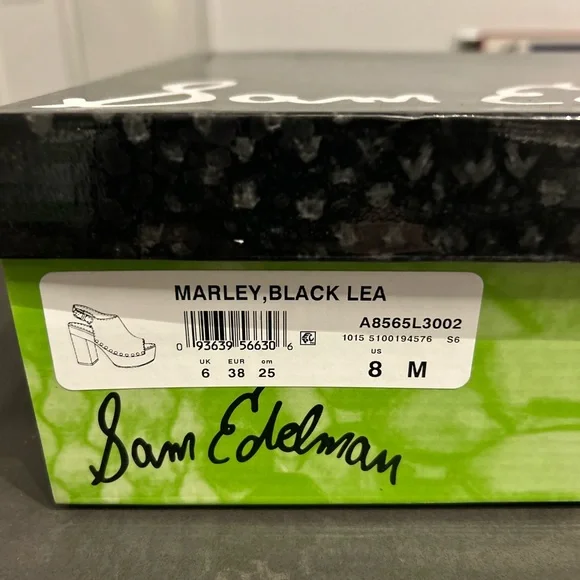 Sam E
MARLEY,BLACK LEA
A8565L3002
0 93639 56630 6
1015 5100194576 S6
UK EUR cm US
6 38 25 8 M
Sam Edelman